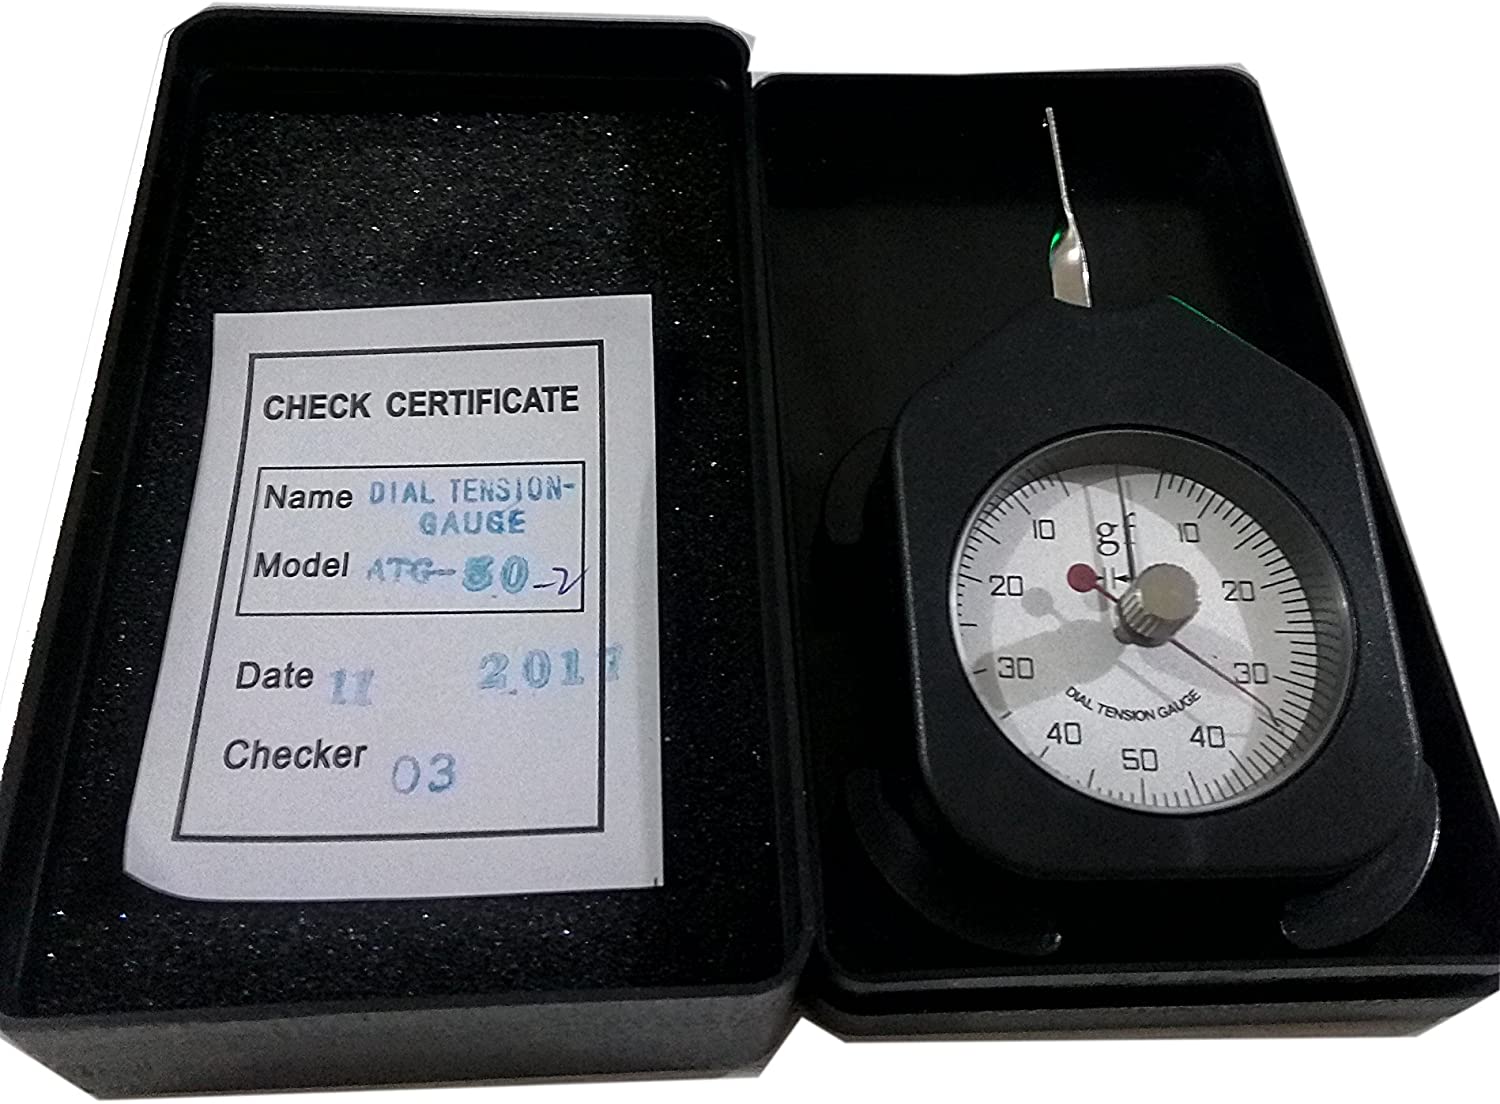 CHECK CERTIFICATE
Name DIAL TENSION-
GAUGE
Model ATG-50-2
Date 11 2017
Checker 03
10 gf 10
20 20
30 30
DIAL TENSION GAUGE
40 40
50